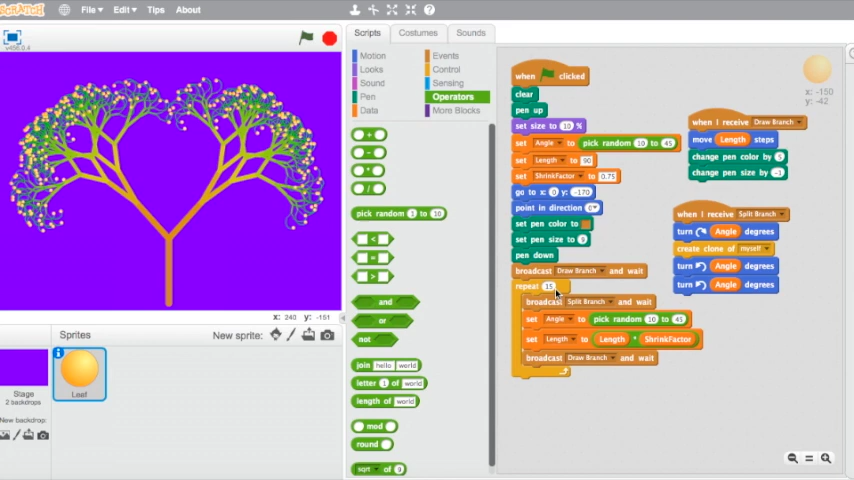 SCRATCH File▼ Edit▼ Tips About
v456.0.4
x: 240 y: -151
Sprites New sprite:
Leaf
Stage
2 backdrops
New backdrop:
Scripts Costumes Sounds
Motion Events
Looks Control
Sound Sensing
Pen Operators
Data More Blocks
+
-
*
/
pick random 1 to 10
<
=
>
and
or
not
join hello world
letter 1 of world
length of world
mod
round
sqrt of 9
when clicked
clear
pen up
set size to 10 %
set Angle to pick random 10 to 45
set Length to 90
set ShrinkFactor to 0.75
go to x: 0 y: -170
point in direction 0▼
set pen color to
set pen size to 9
pen down
broadcast Draw Branch and wait
repeat 15
broadcast Split Branch and wait
set Angle to pick random 10 to 45
set Length to Length * ShrinkFactor
broadcast Draw Branch and wait
when I receive Draw Branch
move Length steps
change pen color by 5
change pen size by -1
when I receive Split Branch
turn Angle degrees
create clone of myself
turn Angle degrees
turn Angle degrees
x: -150
y: -42